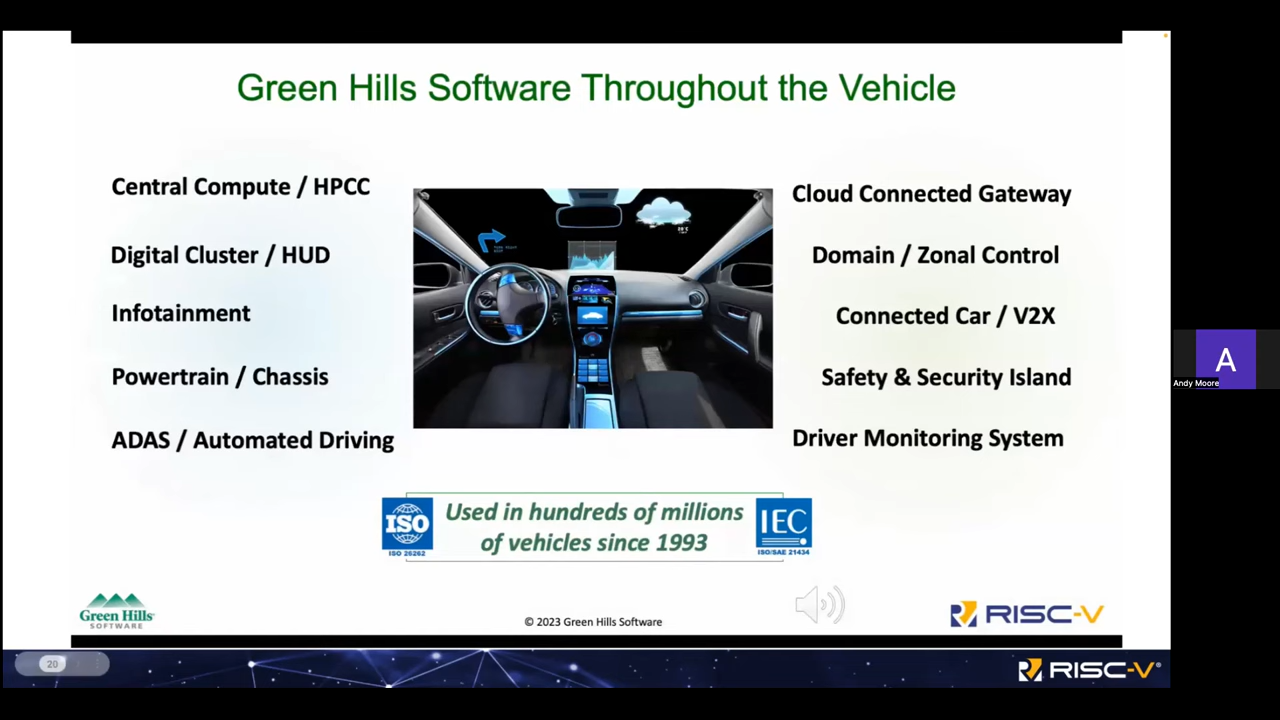 Green Hills Software Throughout the Vehicle
Central Compute / HPCC
Digital Cluster / HUD
Infotainment
Powertrain / Chassis
ADAS / Automated Driving
Cloud Connected Gateway
Domain / Zonal Control
Connected Car / V2X
Safety & Security Island
Driver Monitoring System
ISO
ISO 26262
Used in hundreds of millions
of vehicles since 1993
IEC
ISO/SAE 21434
Green Hills
SOFTWARE
© 2023 Green Hills Software
RISC-V
20
RISC-V®
A
Andy Moore